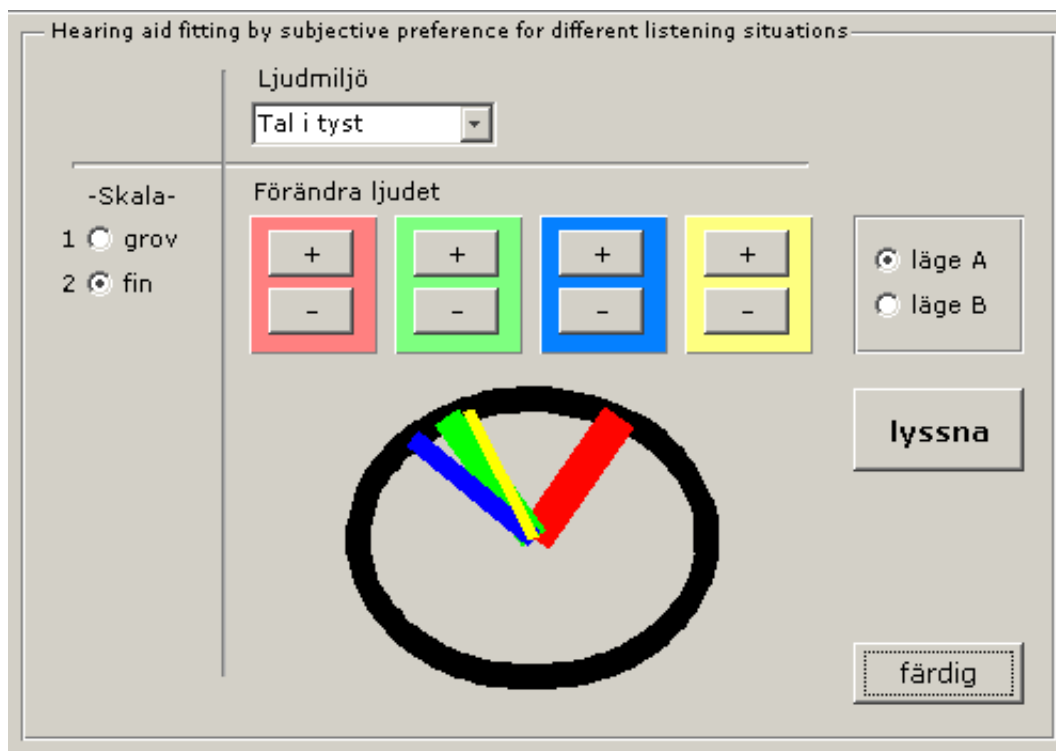 Hearing aid fitting by subjective preference for different listening situations
Ljudmiljö
Tal i tyst
-Skala-
1 grov
2 fin
Förändra ljudet
+ + + +
- - - -
läge A
läge B
lyssna
färdig